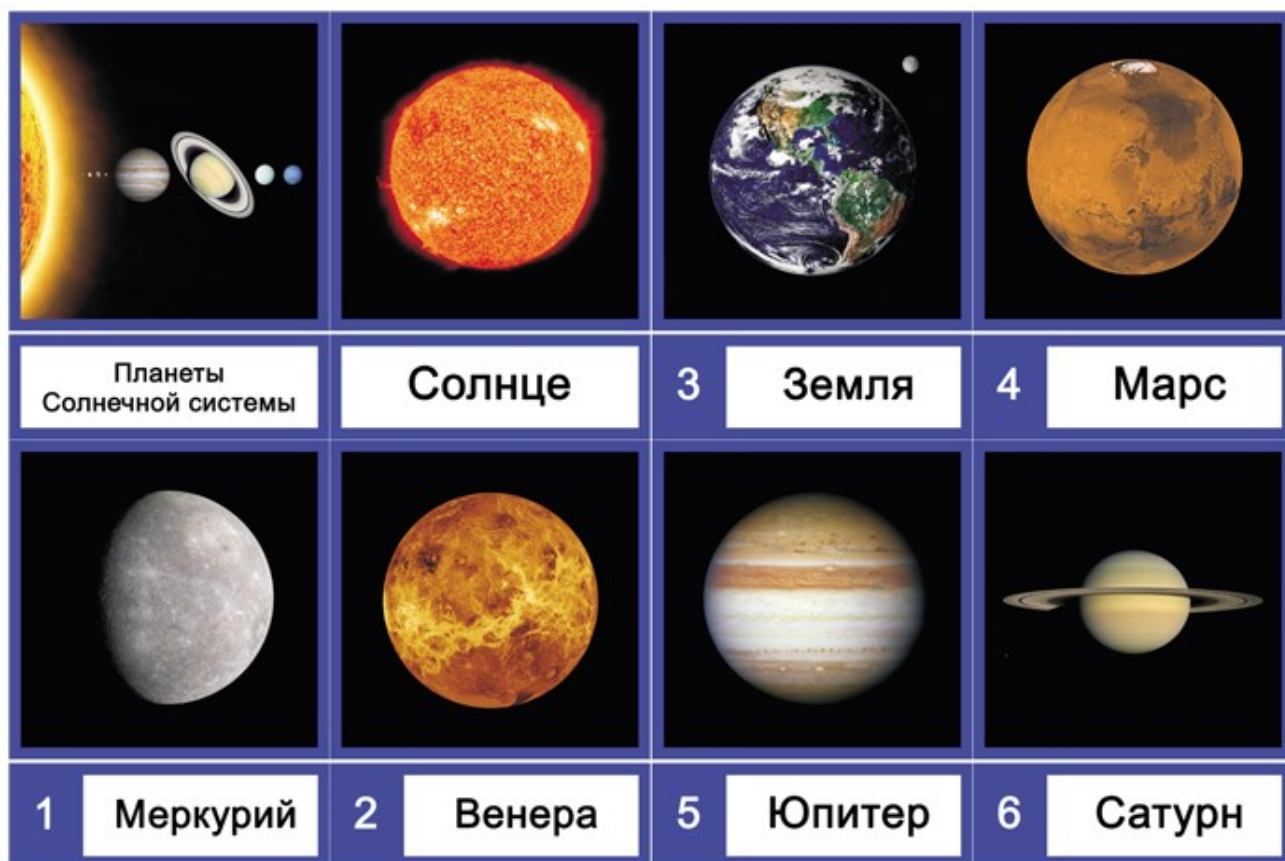 Планеты
Солнечной системы
Солнце
3 Земля
4 Марс
1 Меркурий
2 Венера
5 Юпитер
6 Сатурн